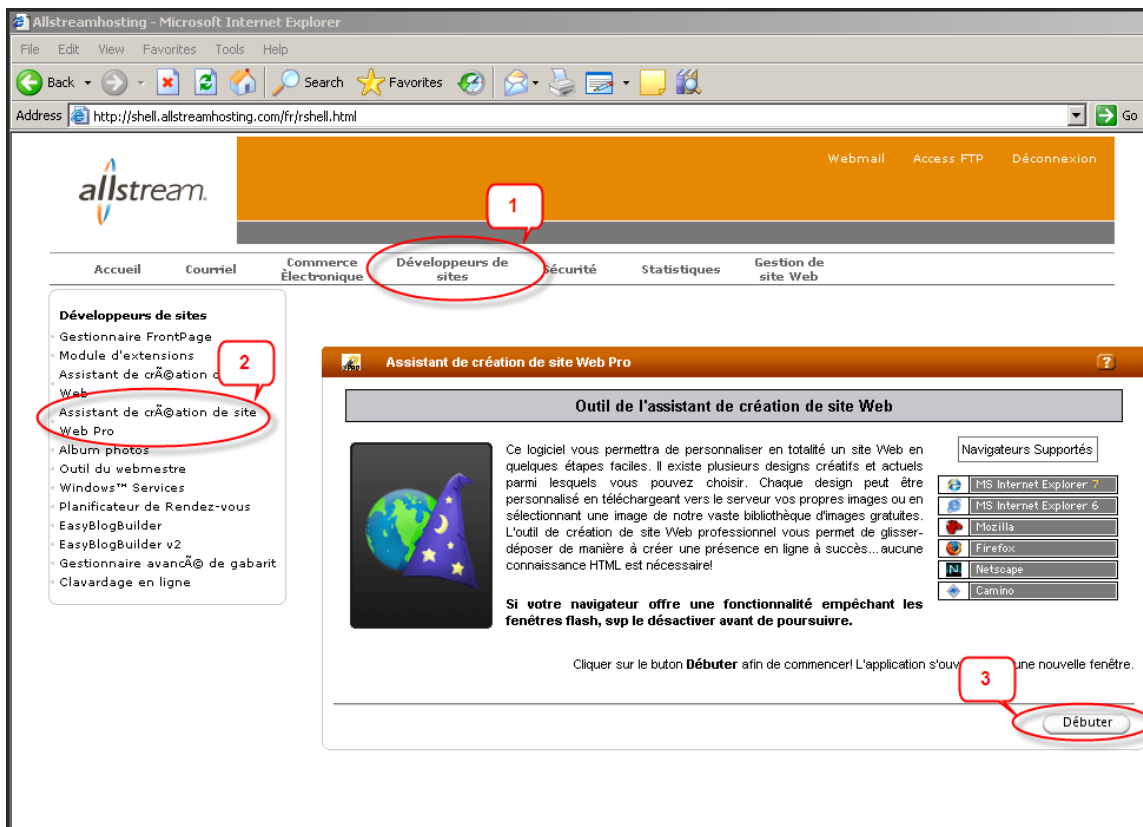 Allstreamhosting - Microsoft Internet Explorer
File Edit View Favorites Tools Help
Back Search Favorites
Address http://shell.allstreamhosting.com/fr/rshell.html Go
allstream.
Webmail Access FTP Déconnexion
1
Accueil Courriel Commerce Èlectronique Développeurs de sites Sécurité Statistiques Gestion de site Web
Développeurs de sites
Gestionnaire FrontPage
Module d'extensions
2
Assistant de crÃ©ation d
Web
Assistant de crÃ©ation de site
Web Pro
Album photos
Outil du webmestre
Windows™ Services
Planificateur de Rendez-vous
EasyBlogBuilder
EasyBlogBuilder v2
Gestionnaire avancÃ© de gabarit
Clavardage en ligne
Assistant de création de site Web Pro ?
Outil de l'assistant de création de site Web
Ce logiciel vous permettra de personnaliser en totalité un site Web en
quelques étapes faciles. Il existe plusieurs designs créatifs et actuels
parmi lesquels vous pouvez choisir. Chaque design peut être
personnalisé en téléchargeant vers le serveur vos propres images ou en
sélectionnant une image de notre vaste bibliothèque d'images gratuites.
L'outil de création de site Web professionnel vous permet de glisser-
déposer de manière à créer une présence en ligne à succès...aucune
connaissance HTML est nécessaire!
Si votre navigateur offre une fonctionnalité empêchant les
fenêtres flash, svp le désactiver avant de poursuivre.
Navigateurs Supportés
MS Internet Explorer 7
MS Internet Explorer 6
Mozilla
Firefox
Netscape
Camino
Cliquer sur le buton Débuter afin de commencer! L'application s'ouv une nouvelle fenêtre.
3
Débuter